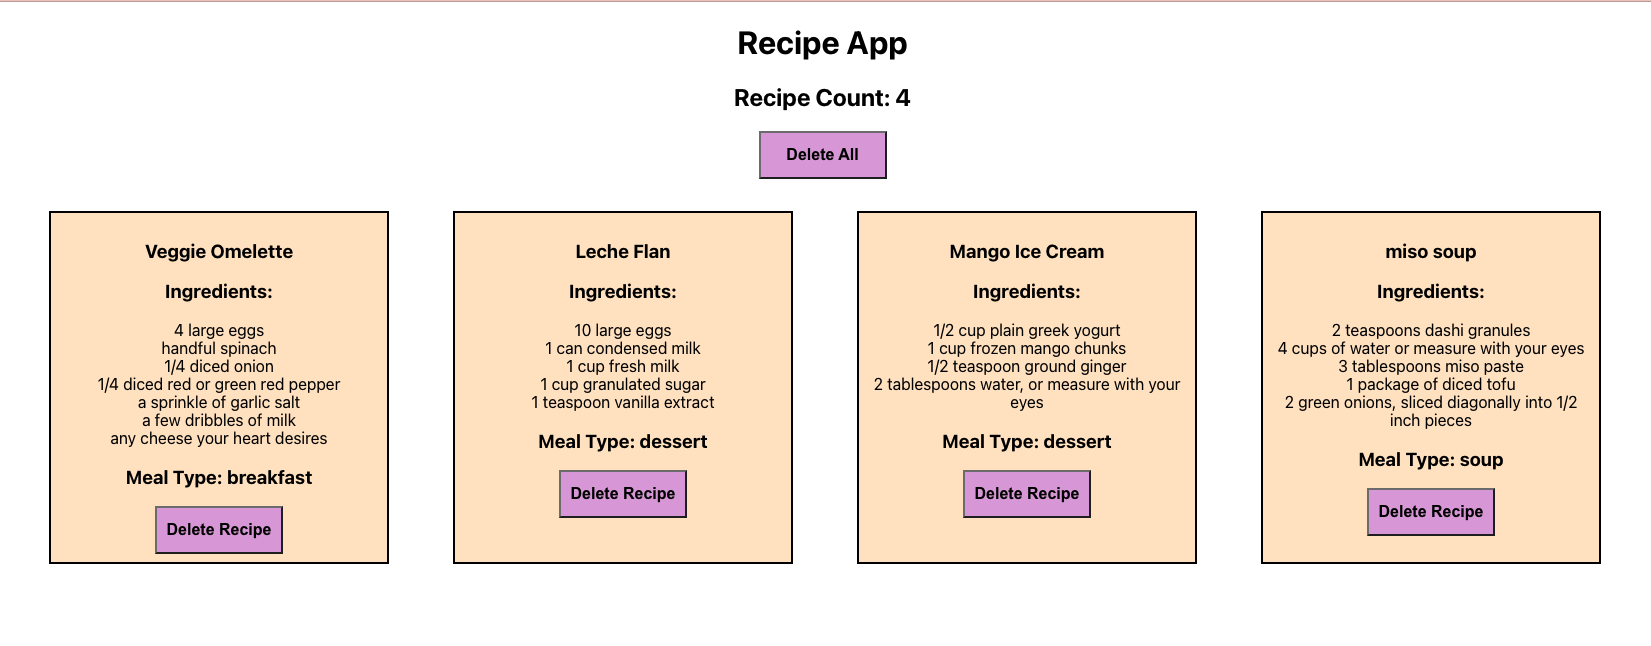 Recipe App
Recipe Count: 4
Delete All
Veggie Omelette
Ingredients:
4 large eggs
handful spinach
1/4 diced onion
1/4 diced red or green red pepper
a sprinkle of garlic salt
a few dribbles of milk
any cheese your heart desires
Meal Type: breakfast
Delete Recipe
Leche Flan
Ingredients:
10 large eggs
1 can condensed milk
1 cup fresh milk
1 cup granulated sugar
1 teaspoon vanilla extract
Meal Type: dessert
Delete Recipe
Mango Ice Cream
Ingredients:
1/2 cup plain greek yogurt
1 cup frozen mango chunks
1/2 teaspoon ground ginger
2 tablespoons water, or measure with your
eyes
Meal Type: dessert
Delete Recipe
miso soup
Ingredients:
2 teaspoons dashi granules
4 cups of water or measure with your eyes
3 tablespoons miso paste
1 package of diced tofu
2 green onions, sliced diagonally into 1/2
inch pieces
Meal Type: soup
Delete Recipe